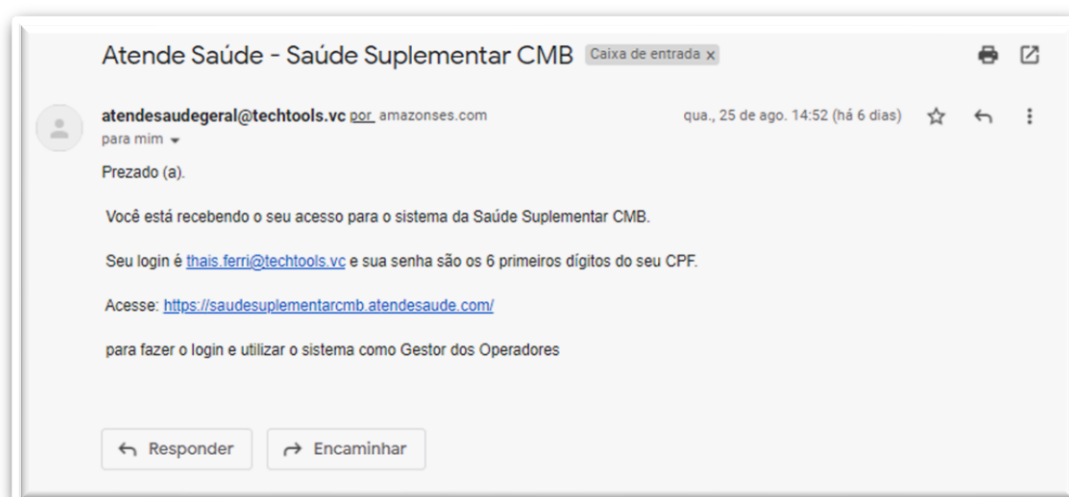 Atende Saúde - Saúde Suplementar CMB Caixa de entrada x
atendesaudegeral@techtools.vc por amazonses.com qua., 25 de ago. 14:52 (há 6 dias)
para mim
Prezado (a).
Você está recebendo o seu acesso para o sistema da Saúde Suplementar CMB.
Seu login é thais.ferri@techtools.vc e sua senha são os 6 primeiros dígitos do seu CPF.
Acesse: https://saudesuplementarcmb.atendesaude.com/
para fazer o login e utilizar o sistema como Gestor dos Operadores
Responder Encaminhar